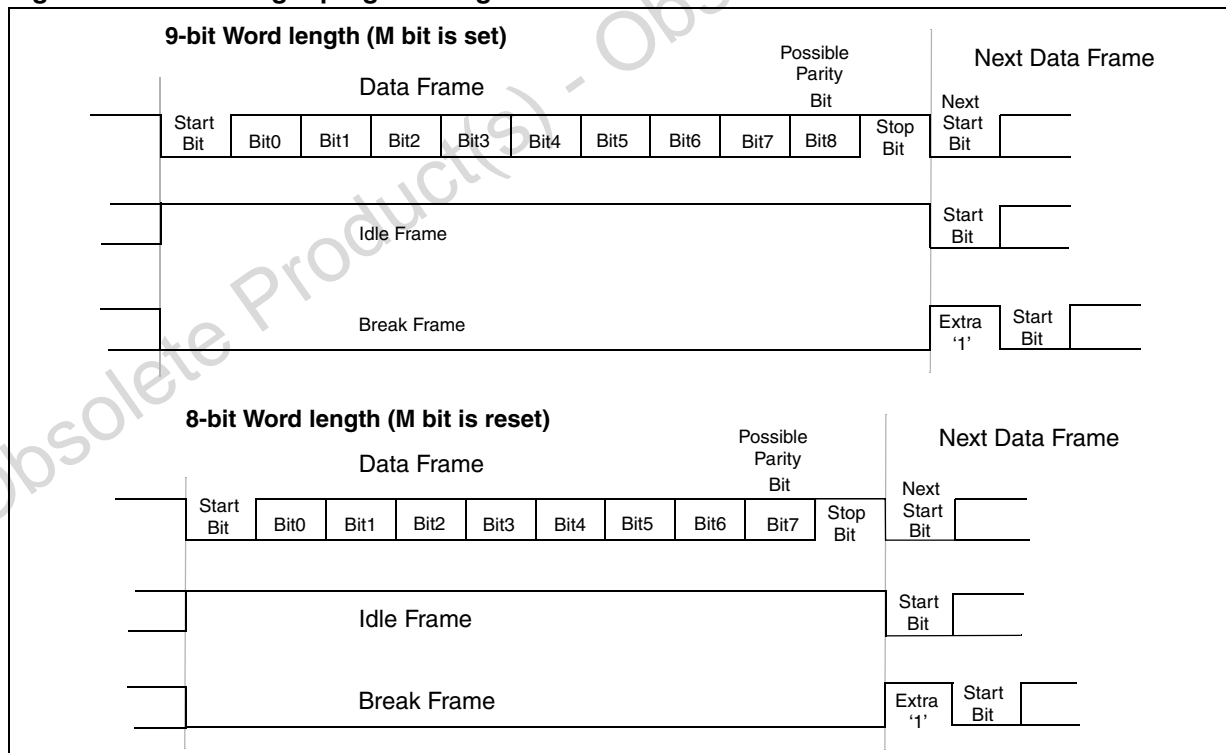 9-bit Word length (M bit is set)
Data Frame
Possible
Parity
Bit
Next Data Frame
Start
Bit
Bit0 Bit1 Bit2 Bit3 Bit4 Bit5 Bit6 Bit7 Bit8
Stop
Bit
Next
Start
Bit
Idle Frame
Start
Bit
Break Frame
Extra
‘1’
Start
Bit
8-bit Word length (M bit is reset)
Data Frame
Possible
Parity
Bit
Next Data Frame
Start
Bit
Bit0 Bit1 Bit2 Bit3 Bit4 Bit5 Bit6 Bit7
Stop
Bit
Next
Start
Bit
Idle Frame
Start
Bit
Break Frame
Extra
‘1’
Start
Bit
Obsolete Product(s) - Obs